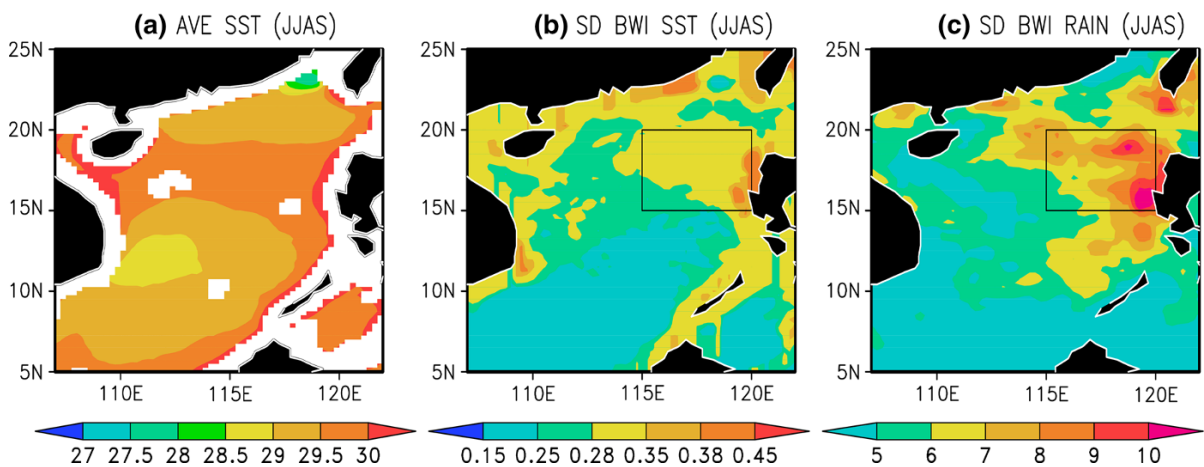 (a) AVE SST (JJAS)
(b) SD BWI SST (JJAS)
(c) SD BWI RAIN (JJAS)
25N
20N
15N
10N
5N
110E 115E 120E
25N
20N
15N
10N
5N
110E 115E 120E
25N
20N
15N
10N
5N
110E 115E 120E
27 27.5 28 28.5 29 29.5 30
0.15 0.25 0.28 0.35 0.38 0.45
5 6 7 8 9 10